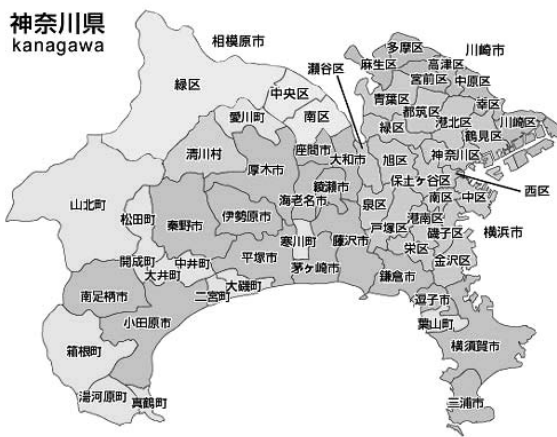 神奈川県
kanagawa
相模原市
川崎市
多摩区
麻生区
高津区
瀬谷区
宮前区
中原区
緑区
中央区
青葉区
都筑区
幸区
愛川町
南区
港北区
川崎区
緑区
鶴見区
座間市
清川村
大和市
旭区
神奈川区
厚木市
保土ヶ谷区
綾瀬市
西区
山北町
海老名市
泉区
南区
中区
松田町
伊勢原市
港南区
秦野市
戸塚区
磯子区
横浜市
寒川町
藤沢市
栄区
開成町
中井町
平塚市
金沢区
大井町
茅ヶ崎市
鎌倉市
大磯町
南足柄市
二宮町
逗子市
小田原市
葉山町
箱根町
横須賀市
湯河原町
真鶴町
三浦市